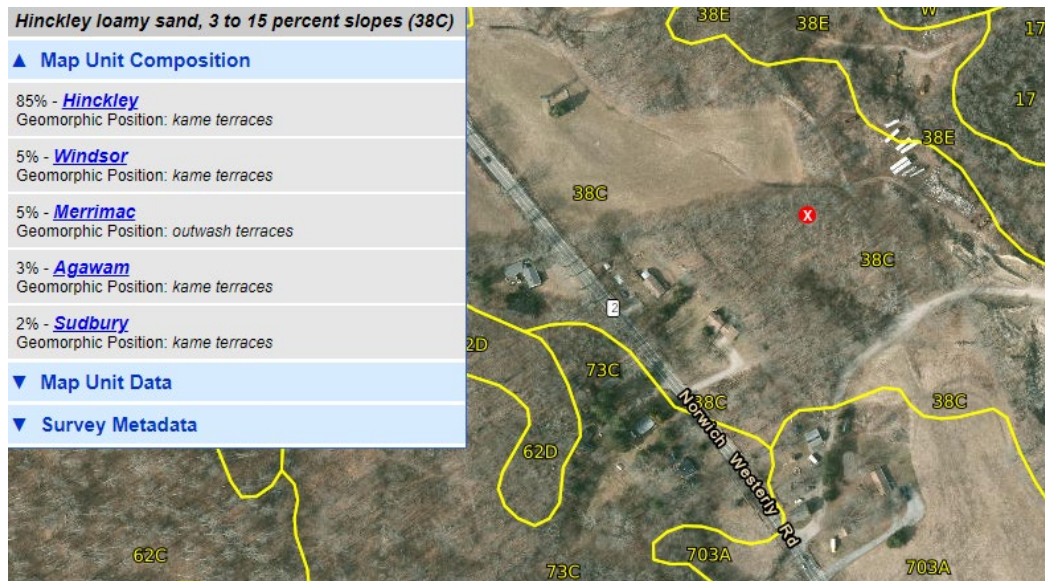 Hinckley loamy sand, 3 to 15 percent slopes (38C)
▲ Map Unit Composition
85% - Hinckley
Geomorphic Position: kame terraces
5% - Windsor
Geomorphic Position: kame terraces
5% - Merrimac
Geomorphic Position: outwash terraces
3% - Agawam
Geomorphic Position: kame terraces
2% - Sudbury
Geomorphic Position: kame terraces
▼ Map Unit Data
▼ Survey Metadata
38E
38E
W
17
17
38E
38C
X
38C
2
2D
73C
38C
38C
Norwich Westerly Rd
62D
62C
73C
703A
703A